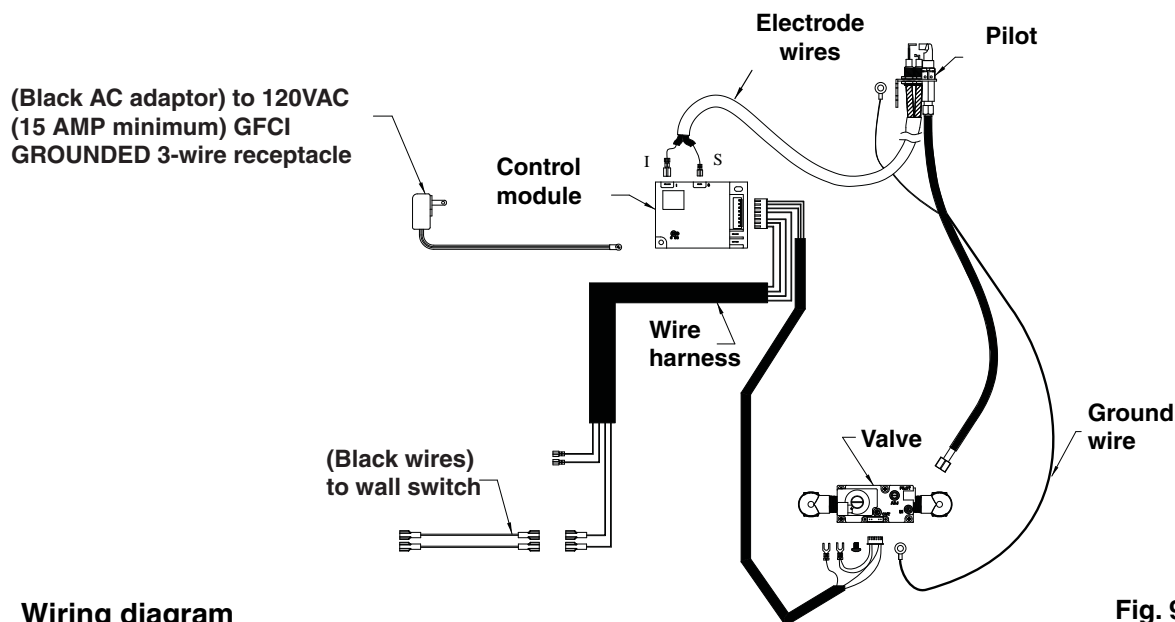 Electrode
wires
Pilot
(Black AC adaptor) to 120VAC
(15 AMP minimum) GFCI
GROUNDED 3-wire receptacle
Control
module
I
S
Wire
harness
Ground
wire
Valve
(Black wires)
to wall switch
Wiring diagram
Fig. 9